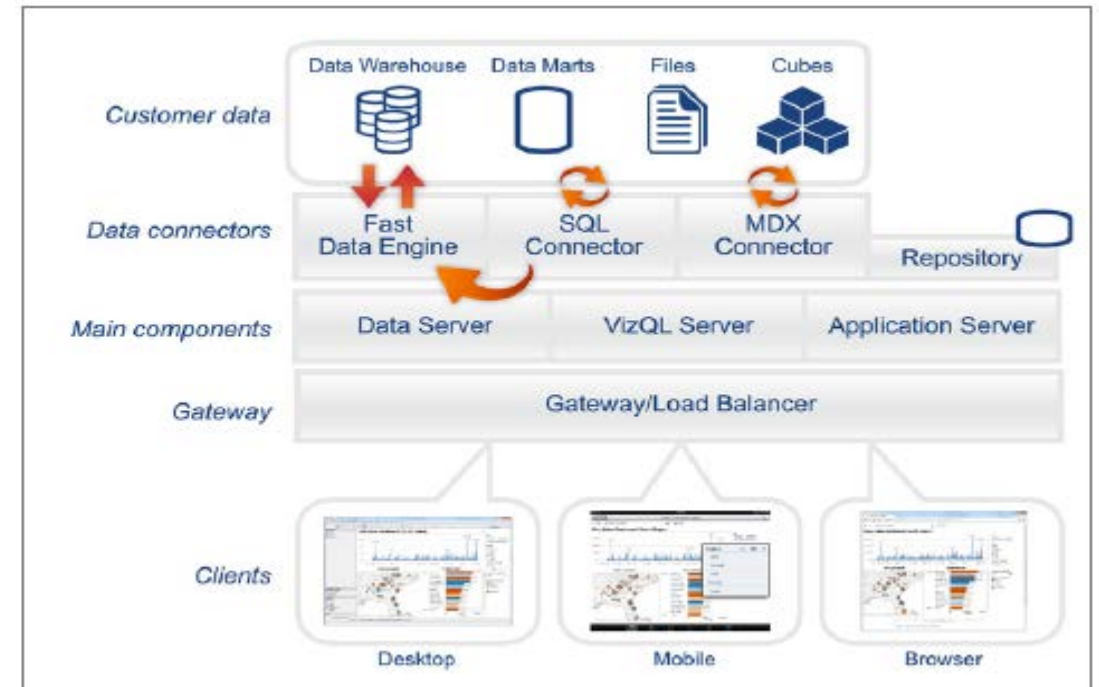 Data Warehouse Data Marts Files Cubes
Customer data
Data connectors
Fast
Data Engine
SQL
Connector
MDX
Connector
Repository
Main components
Data Server VizQL Server Application Server
Gateway
Gateway/Load Balancer
Clients
Desktop Mobile Browser